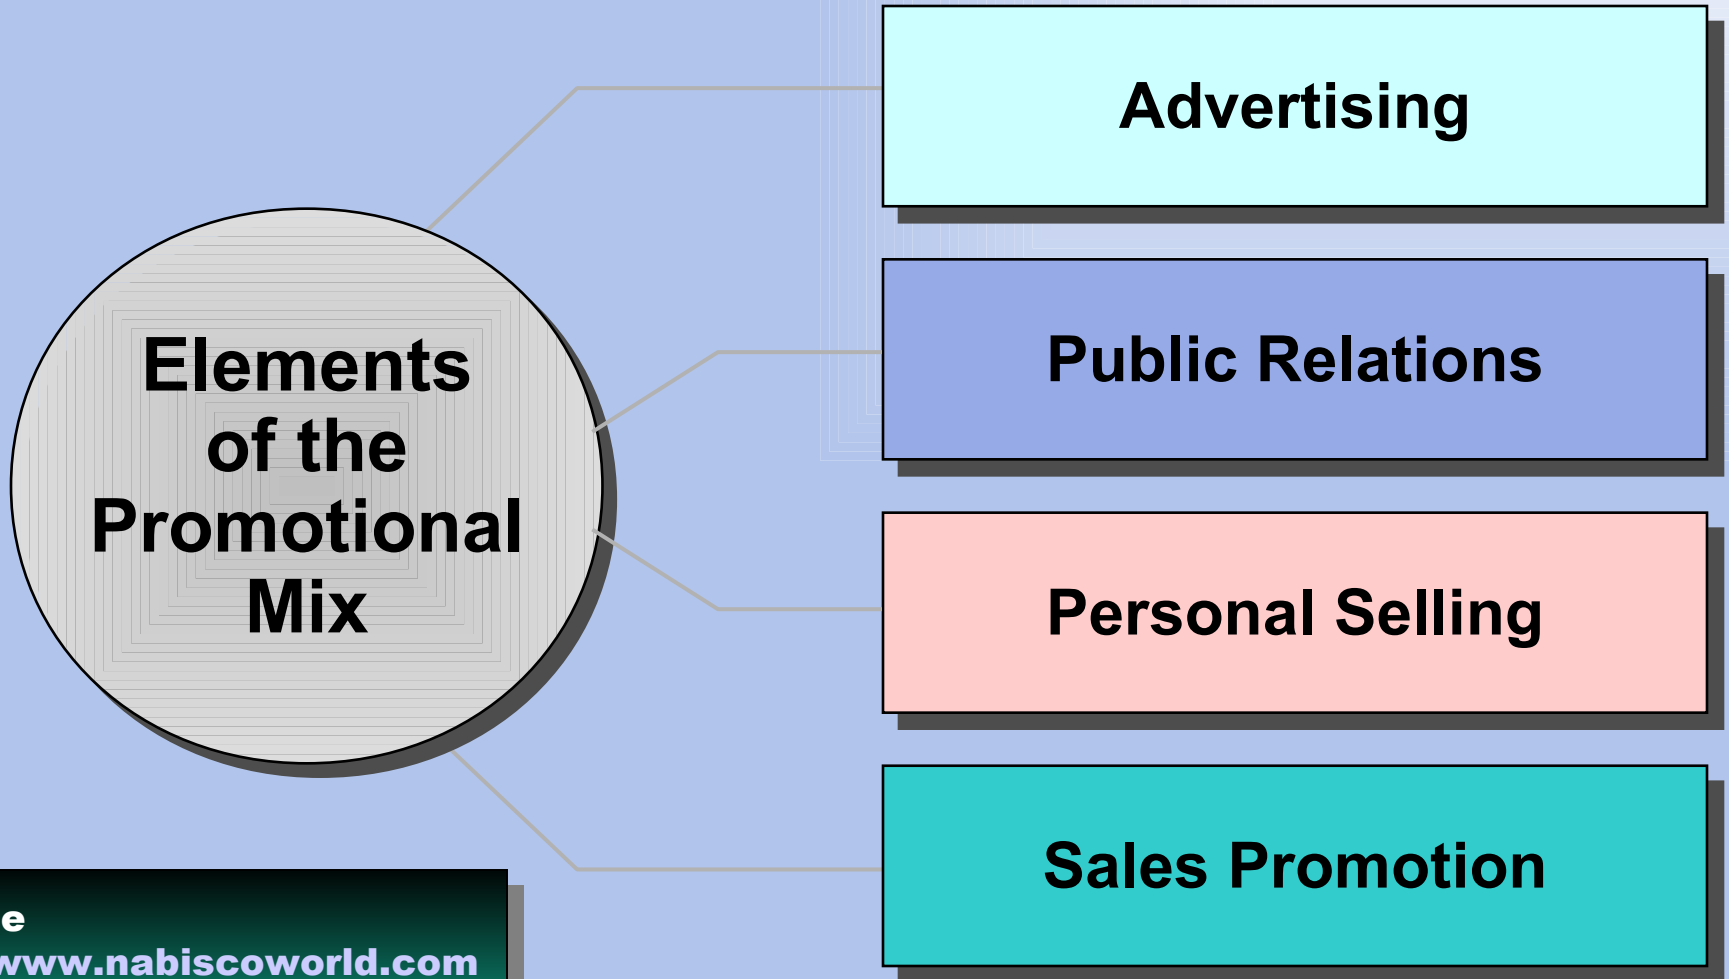 Elements
of the
Promotional
Mix
Advertising
Public Relations
Personal Selling
Sales Promotion
e
www.nabiscoworld.com